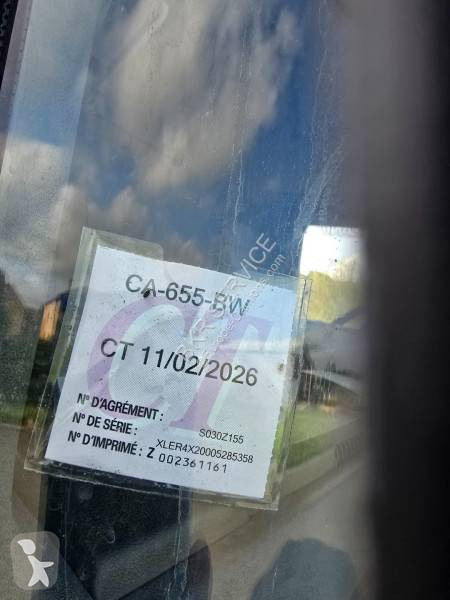 CA-655-BW
CT 11/02/2026
N° D'AGRÉMENT : S030Z155
N° DE SÉRIE : XLER4X20005285358
N° D'IMPRIMÉ : Z 002361161